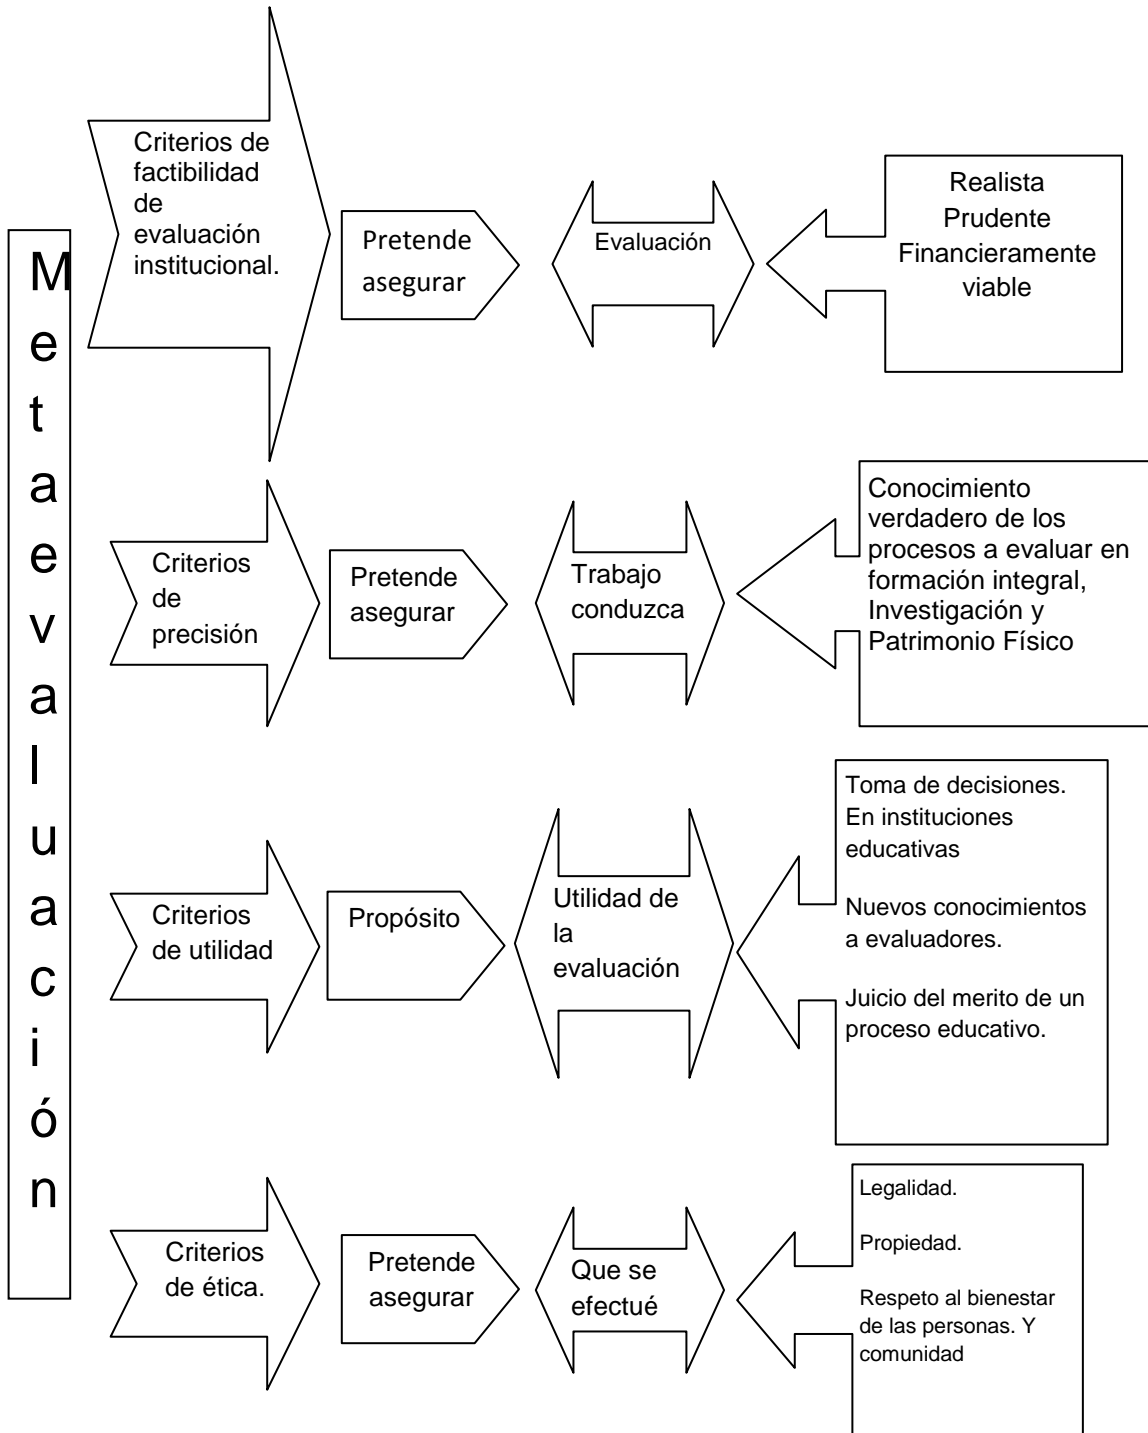 Metaevaluación
Criterios de
factibilidad
de
evaluación
institucional.
Pretende
asegurar
Evaluación
Realista
Prudente
Financieramente
viable
Criterios
de
precisión
Pretende
asegurar
Trabajo
conduzca
Conocimiento
verdadero de los
procesos a evaluar en
formación integral,
Investigación y
Patrimonio Físico
Criterios
de utilidad
Propósito
Utilidad de
la
evaluación
Toma de decisiones.
En instituciones
educativas
Nuevos conocimientos
a evaluadores.
Juicio del merito de un
proceso educativo.
Criterios
de ética.
Pretende
asegurar
Que se
efectué
Legalidad.
Propiedad.
Respeto al bienestar
de las personas. Y
comunidad